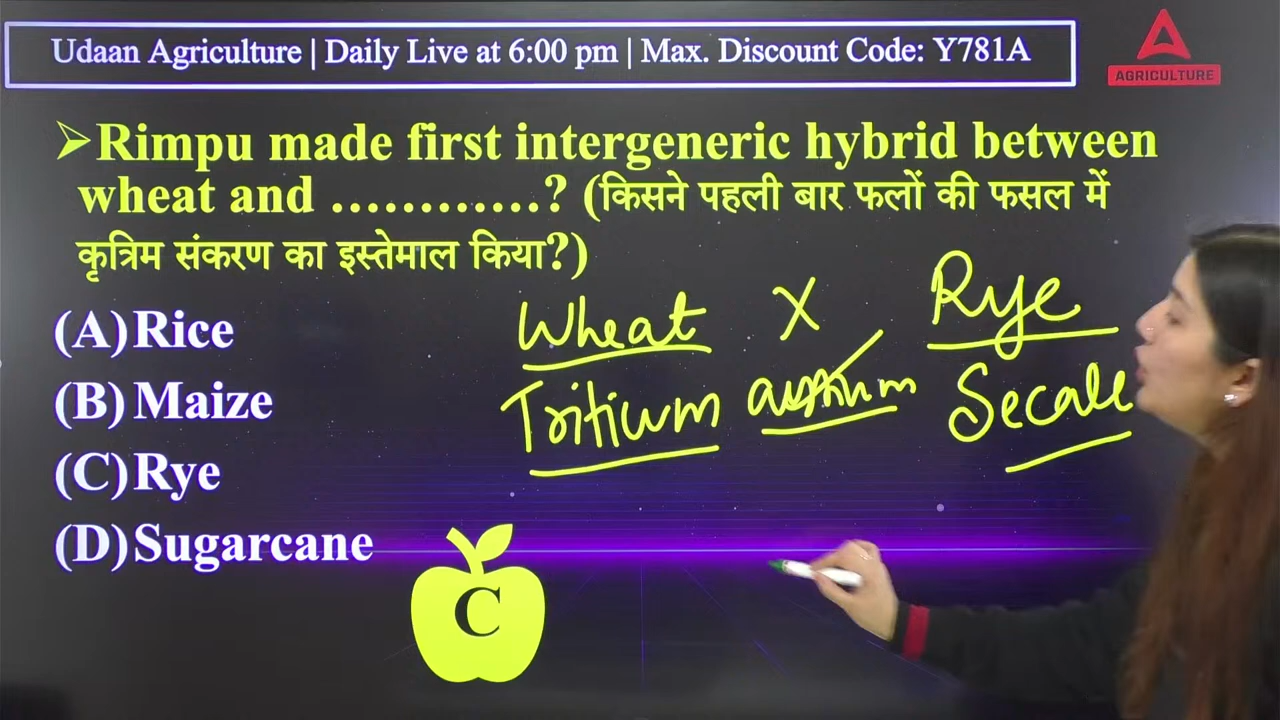 Udaan Agriculture | Daily Live at 6:00 pm | Max. Discount Code: Y781A
AGRICULTURE
➢Rimpu made first intergeneric hybrid between
wheat and ………….? (किसने पहली बार फलों की फसल में
कृत्रिम संकरण का इस्तेमाल किया?)
(A) Rice
(B) Maize
(C) Rye
(D) Sugarcane
Wheat X Rye
Tritium Secale
C